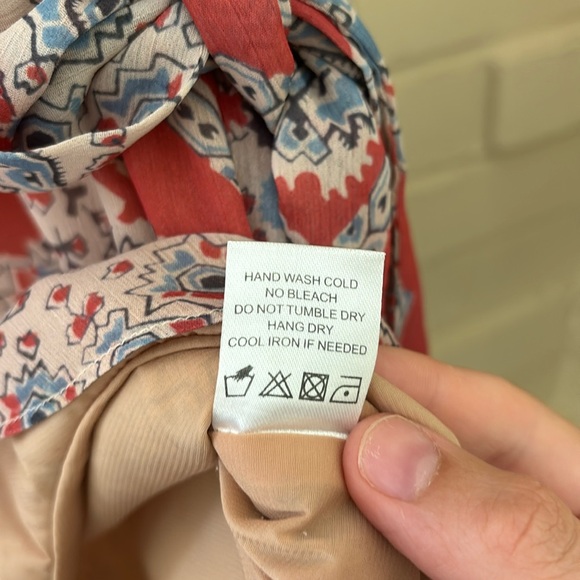 HAND WASH COLD
NO BLEACH
DO NOT TUMBLE DRY
HANG DRY
COOL IRON IF NEEDED